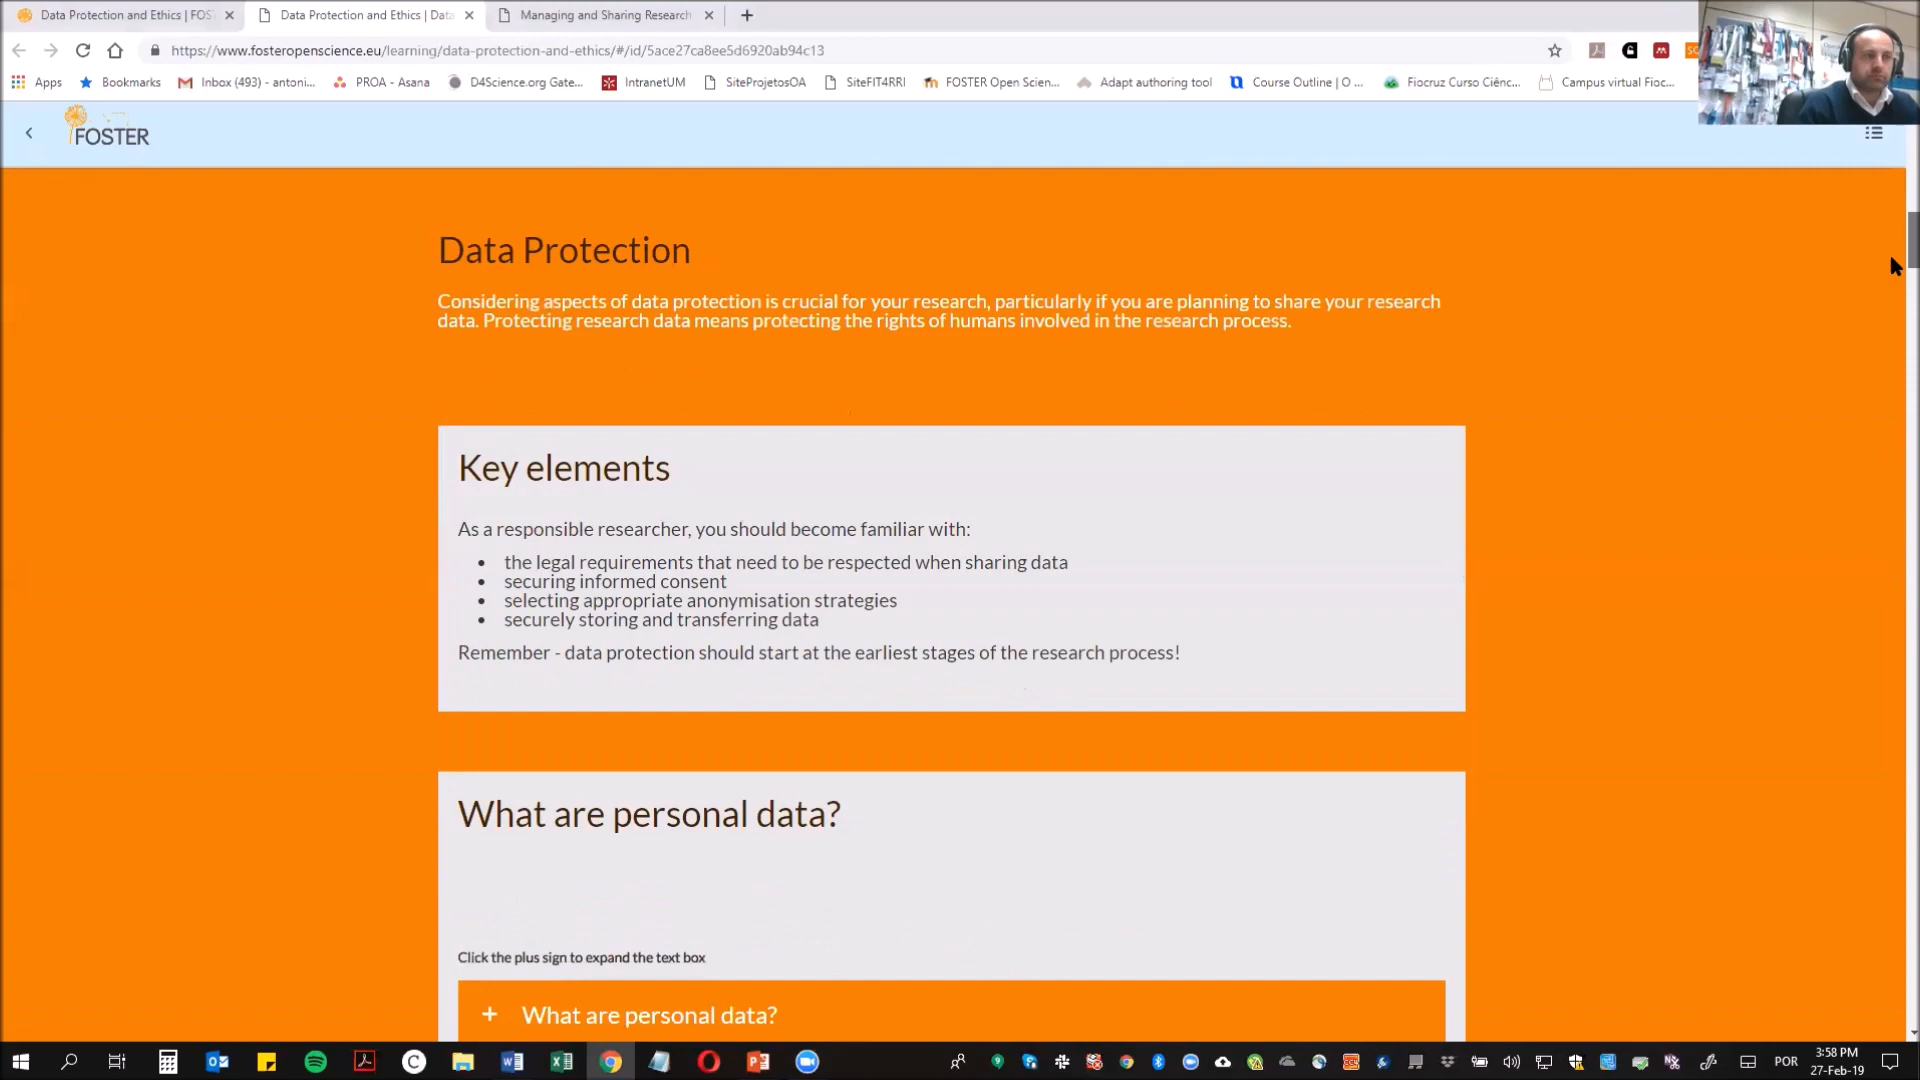 Data Protection and Ethics | FOS
Data Protection and Ethics | Data
Managing and Sharing Research
https://www.fosteropenscience.eu/learning/data-protection-and-ethics/#/id/5ace27ca8ee5d6920ab94c13
Apps
Bookmarks
Inbox (493) - antoni...
PROA - Asana
D4Science.org Gate...
IntranetUM
SiteProjetosOA
SiteFIT4RRI
FOSTER Open Scien...
Adapt authoring tool
Course Outline | O ...
Fiocruz Curso Ciênc...
Campus virtual Fioc...
FOSTER
Data Protection
Considering aspects of data protection is crucial for your research, particularly if you are planning to share your research
data. Protecting research data means protecting the rights of humans involved in the research process.
Key elements
As a responsible researcher, you should become familiar with:
• the legal requirements that need to be respected when sharing data
• securing informed consent
• selecting appropriate anonymisation strategies
• securely storing and transferring data
Remember - data protection should start at the earliest stages of the research process!
What are personal data?
Click the plus sign to expand the text box
+ What are personal data?
POR
3:58 PM
27-Feb-19